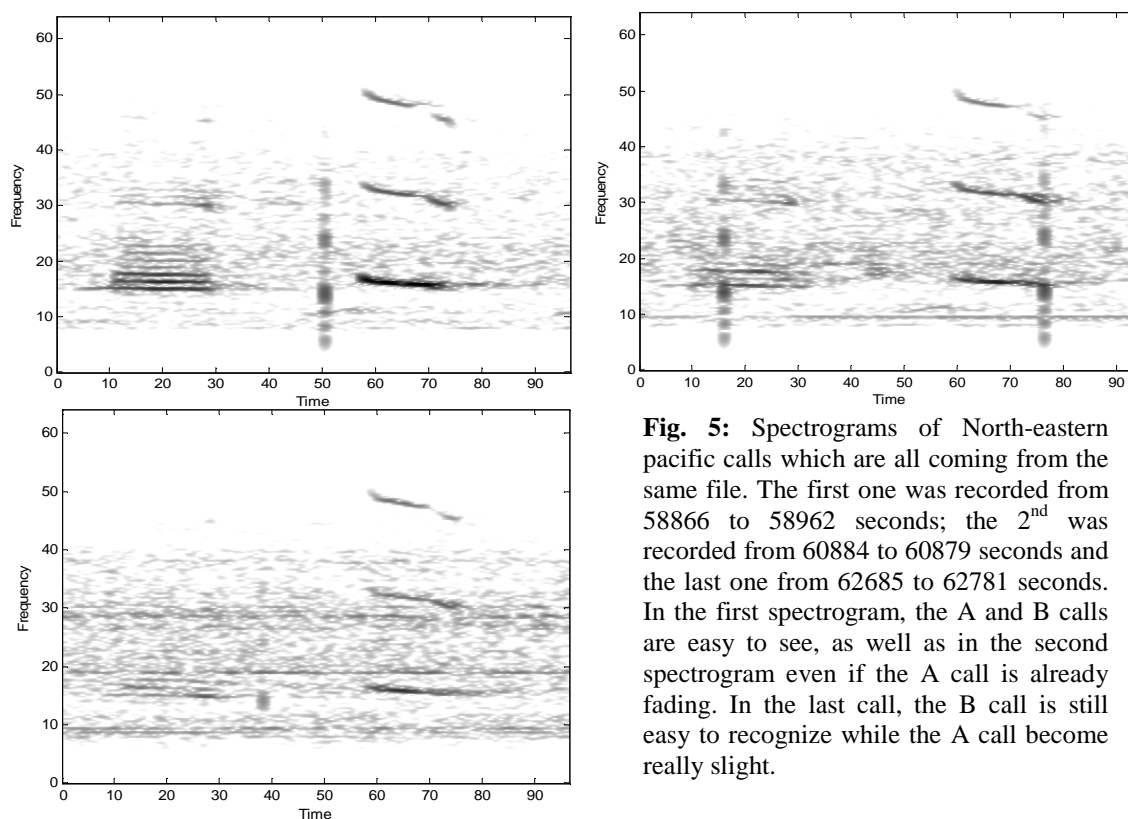 60
50
40
30
20
10
0
Frequency
0 10 20 30 40 50 60 70 80 90
Time
60
50
40
30
20
10
0
Frequency
0 10 20 30 40 50 60 70 80 90
Time
60
50
40
30
20
10
0
Frequency
0 10 20 30 40 50 60 70 80 90
Time
Fig. 5: Spectrograms of North-eastern
pacific calls which are all coming from the
same file. The first one was recorded from
58866 to 58962 seconds; the 2nd was
recorded from 60884 to 60879 seconds and
the last one from 62685 to 62781 seconds.
In the first spectrogram, the A and B calls
are easy to see, as well as in the second
spectrogram even if the A call is already
fading. In the last call, the B call is still
easy to recognize while the A call become
really slight.